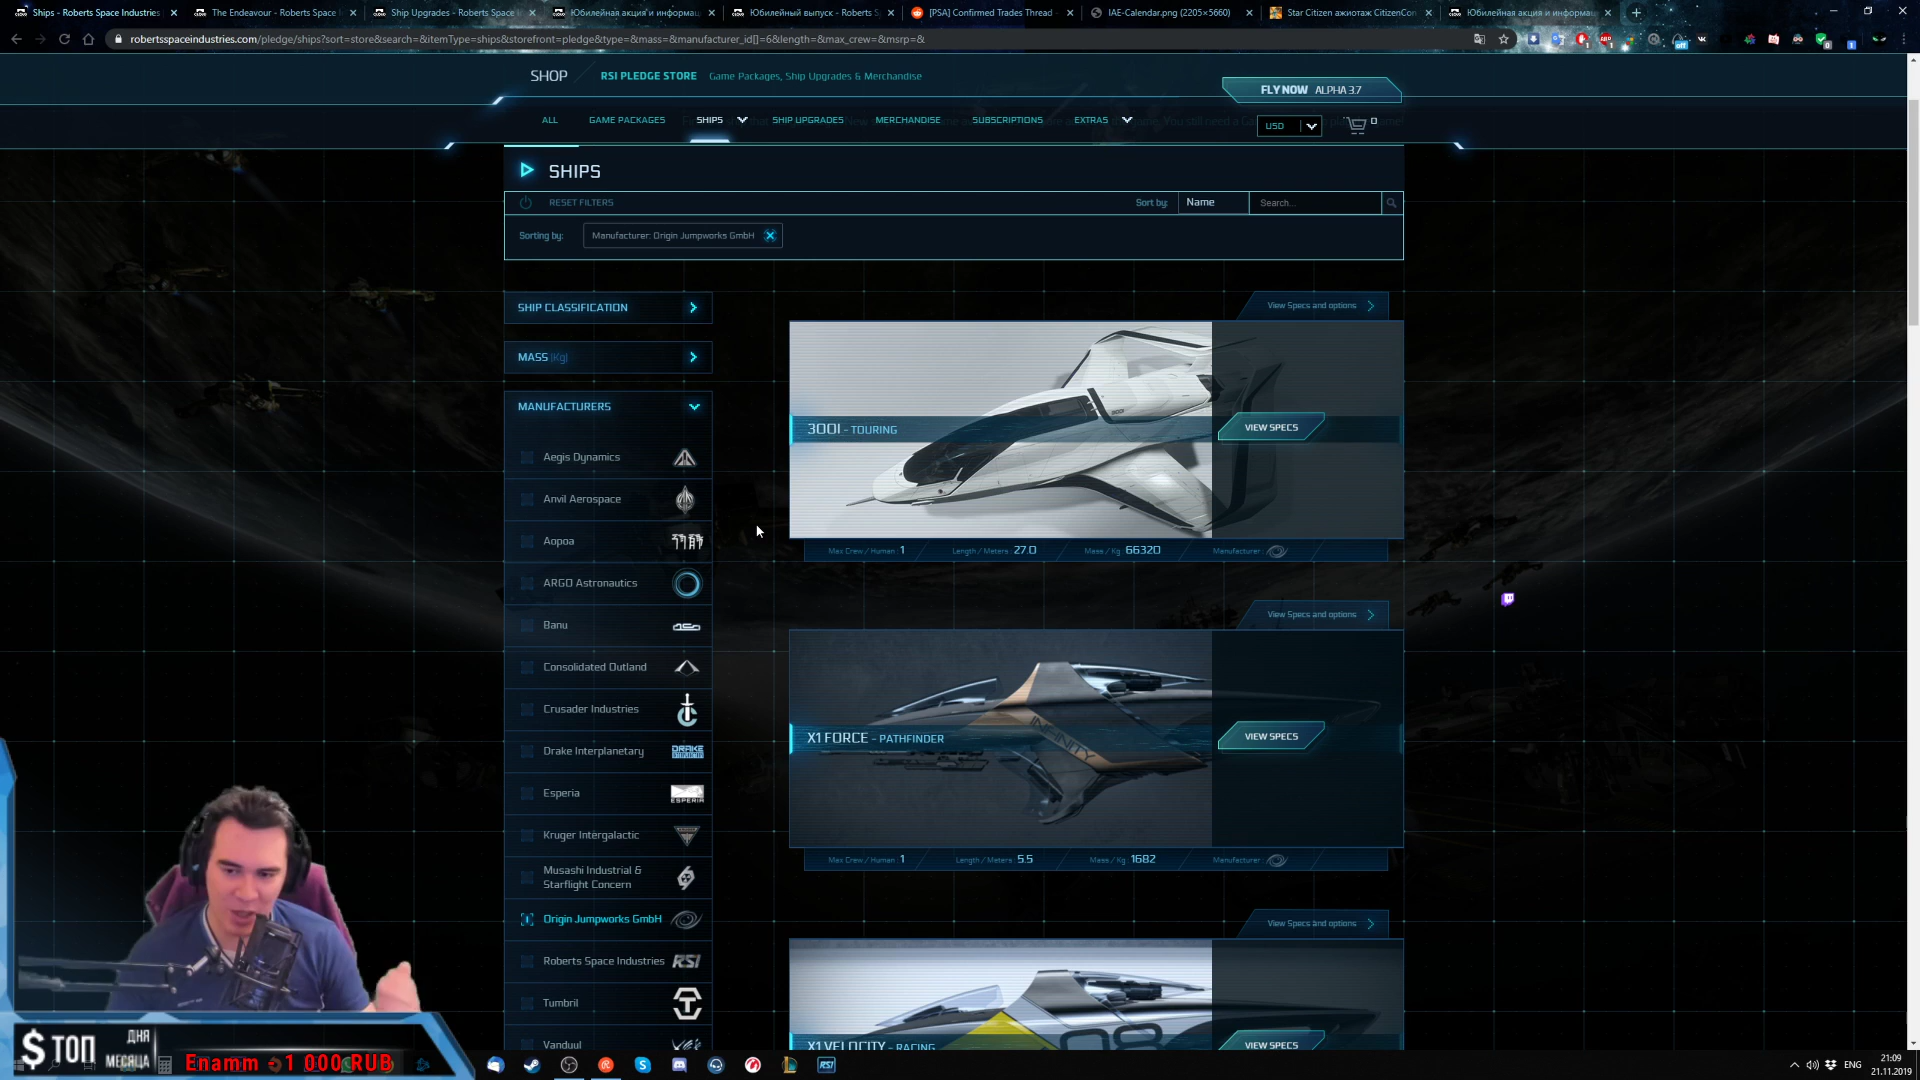 Ships - Roberts Space Industries
The Endeavour - Roberts Space
Ship Upgrades - Roberts Space
Юбилейная акция и информац
Юбилейный выпуск - Roberts S
[PSA] Confirmed Trades Thread -
IAE-Calendar.png (2205×5660)
Star Citizen ажиотаж CitizenCon
Юбилейная акция и информац
robertsspaceindustries.com/pledge/ships?sort=store&search=&itemType=ships&storefront=pledge&type=&mass=&manufacturer_id[]=6&length=&max_crew=&msrp=&
SHOP
RSI PLEDGE STORE
Game Packages, Ship Upgrades & Merchandise
FLY NOW ALPHA 3.7
ALL
GAME PACKAGES
SHIPS
SHIP UPGRADES
MERCHANDISE
SUBSCRIPTIONS
EXTRAS
USD
0
SHIPS
RESET FILTERS
Sort by:
Name
Search...
Sorting by:
Manufacturer: Origin Jumpworks GmbH
SHIP CLASSIFICATION
MASS (Kg)
MANUFACTURERS
Aegis Dynamics
Anvil Aerospace
Aopoa
ARGO Astronautics
Banu
Consolidated Outland
Crusader Industries
Drake Interplanetary
DRAKE
Esperia
ESPERIA
Kruger Intergalactic
Musashi Industrial &
Starflight Concern
Origin Jumpworks GmbH
Roberts Space Industries
RSI
Tumbril
Vanduul
View Specs and options
300I - TOURING
VIEW SPECS
Max Crew / Human : 1
Length / Meters : 27.0
Mass / Kg : 66320
Manufacturer :
View Specs and options
X1 FORCE - PATHFINDER
INFINITY
VIEW SPECS
Max Crew / Human : 1
Length / Meters : 5.5
Mass / Kg : 1682
Manufacturer :
View Specs and options
X1 VELOCITY - RACING
08
VIEW SPECS
$ ТОП
ДНЯ
МЕСЯЦА
Enamm - 1 000 RUB
RSI
ENG
21:09
21.11.2019